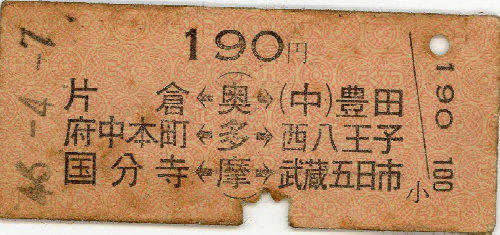 46.-4.-7
190円
片倉←奥→(中)豊田
府中本町←多→西八王子
国分寺←摩→武蔵五日市
190
小 100